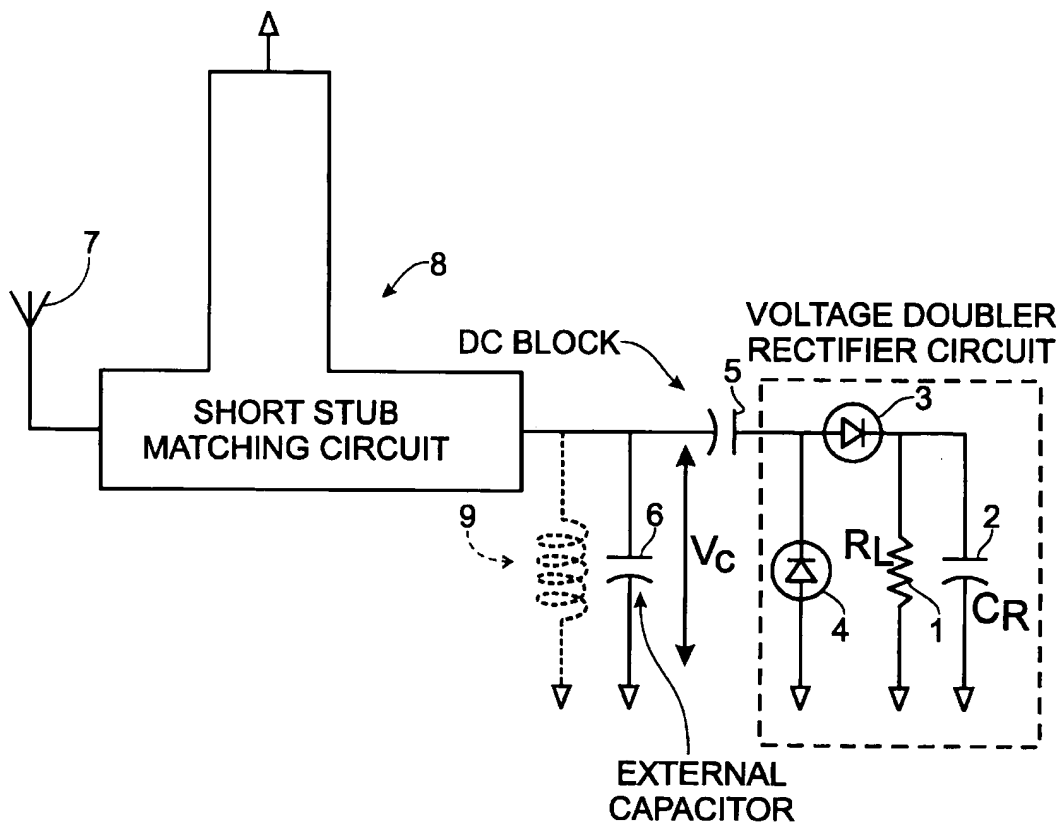 7
8
VOLTAGE DOUBLER
RECTIFIER CIRCUIT
DC BLOCK
5
3
SHORT STUB
MATCHING CIRCUIT
9
6
VC
RL
2
4
1
CR
EXTERNAL
CAPACITOR